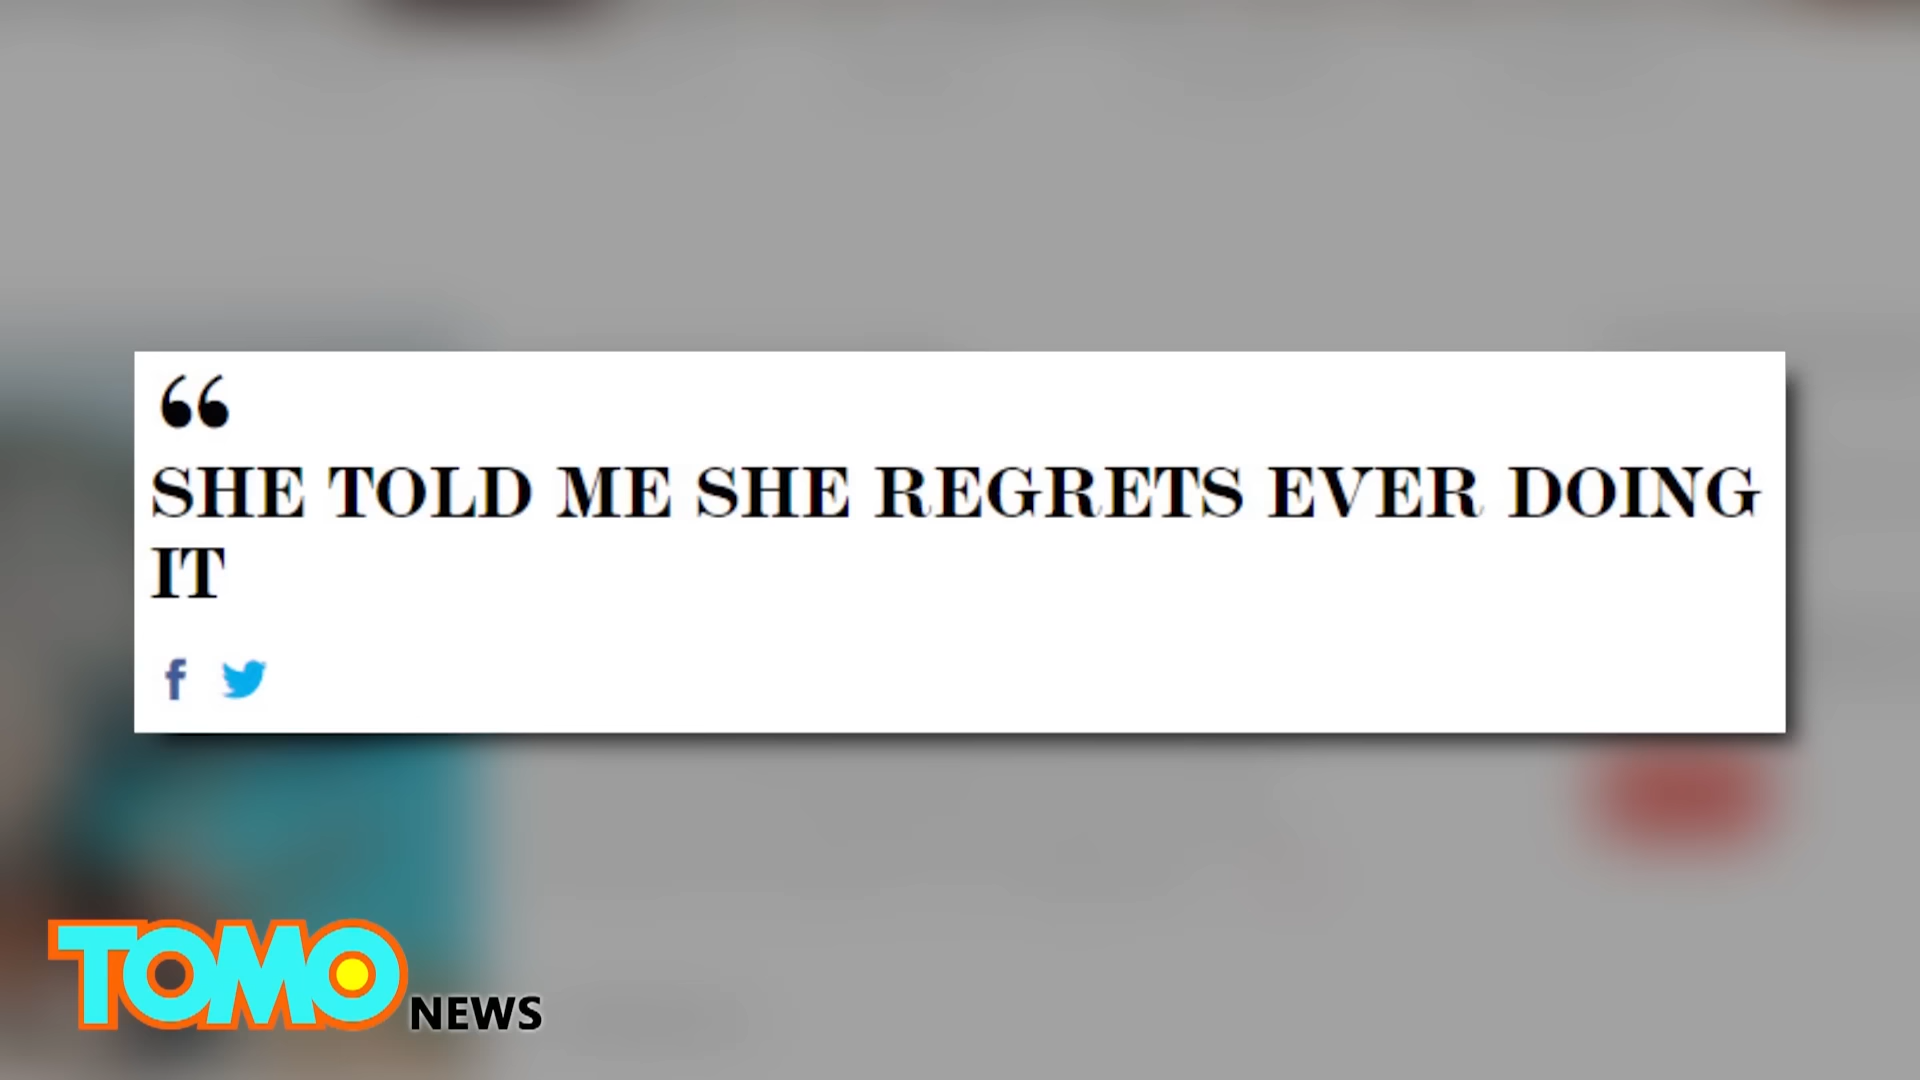 “
SHE TOLD ME SHE REGRETS EVER DOING
IT
f
TOMO NEWS